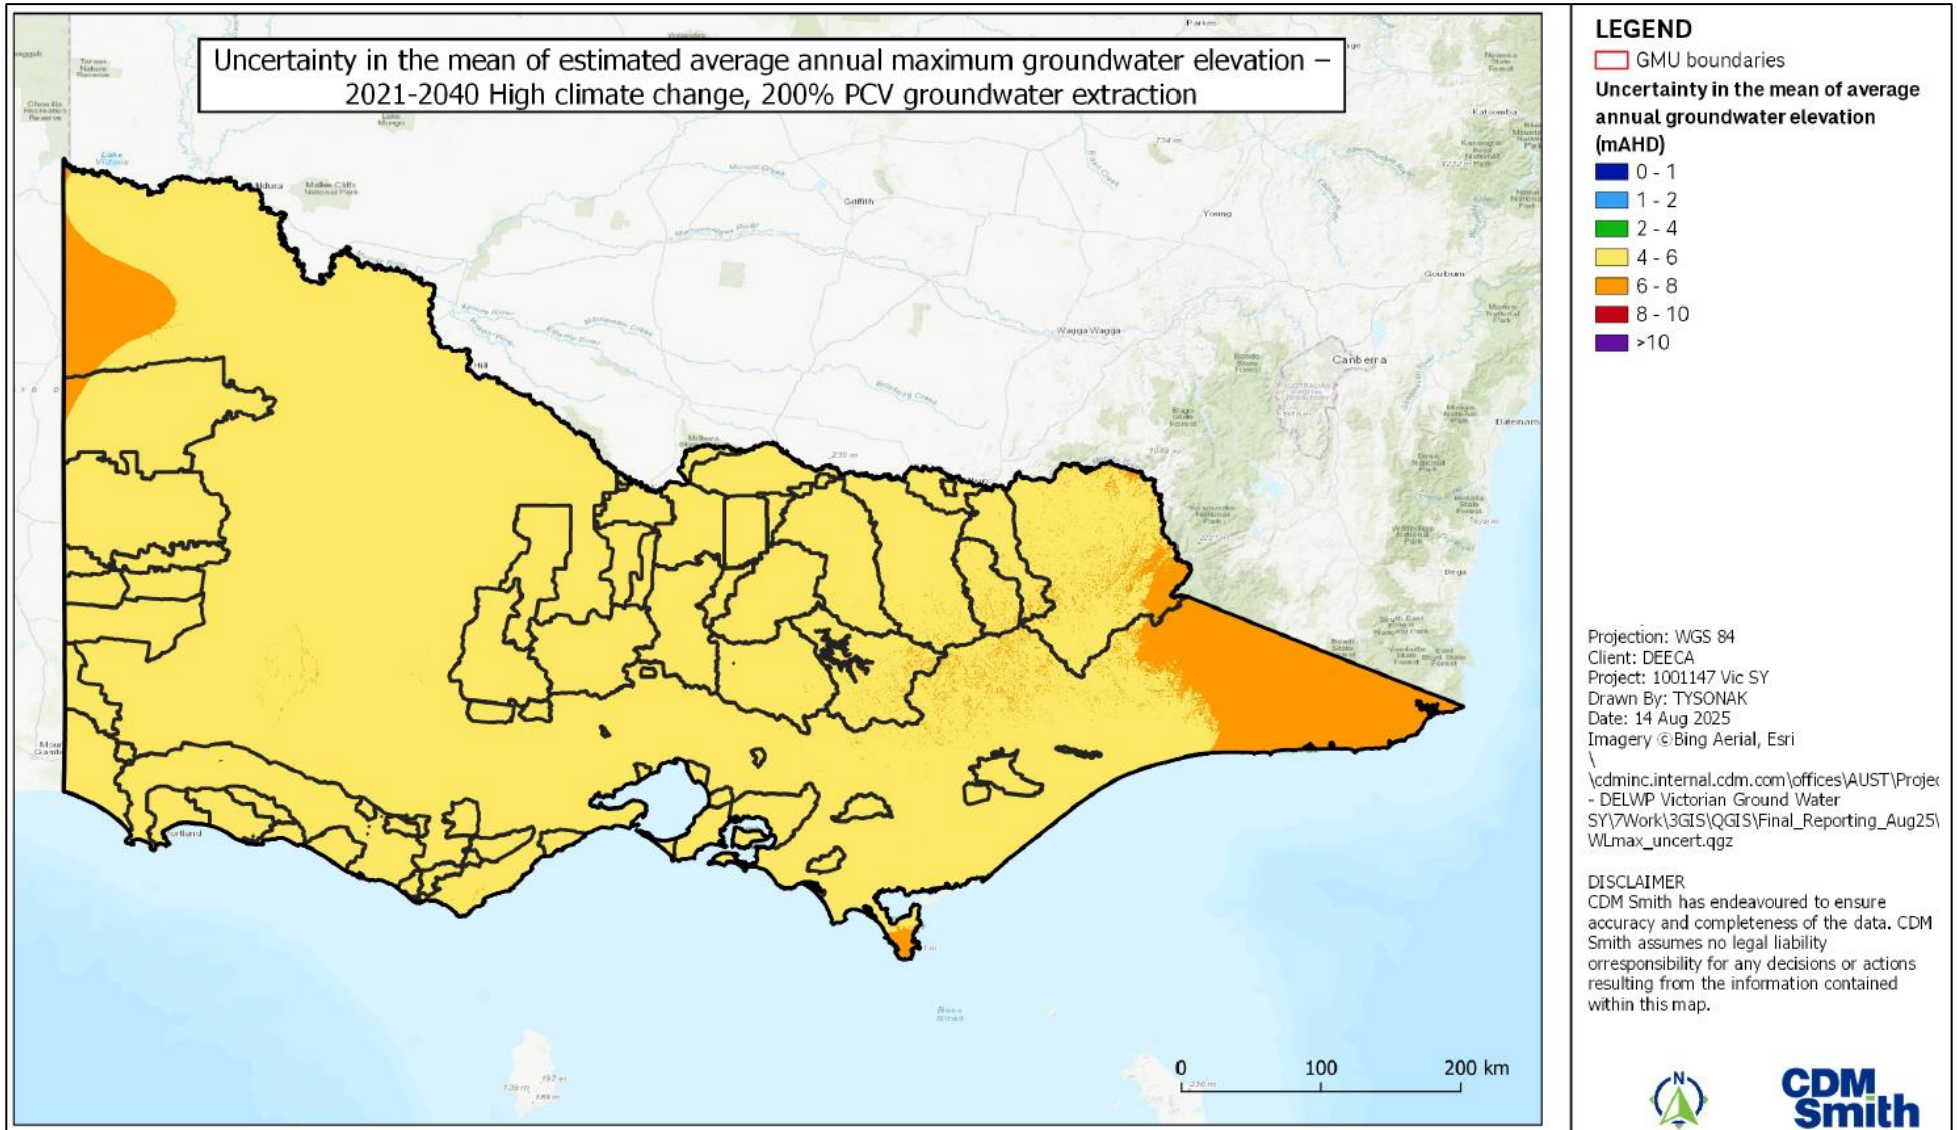 Uncertainty in the mean of estimated average annual maximum groundwater elevation –
2021-2040 High climate change, 200% PCV groundwater extraction
LEGEND
GMU boundaries
Uncertainty in the mean of average
annual groundwater elevation
(mAHD)
0 - 1
1 - 2
2 - 4
4 - 6
6 - 8
8 - 10
>10
Parkes
Katoomba
Lake
Victoria
Griffith
Young
Goulburn
Wagga Wagga
Canberra
Bega
235 m
Bass
Strait
0
100
200 km
Projection: WGS 84
Client: DEECA
Project: 1001147 Vic SY
Drawn By: TYSONAK
Date: 14 Aug 2025
Imagery ©Bing Aerial, Esri
\
\cdminc.internal.cdm.com\offices\AUST\Projec
- DELWP Victorian Ground Water
SY\7Work\3GIS\QGIS\Final_Reporting_Aug25\
WLmax_uncert.qgz
DISCLAIMER
CDM Smith has endeavoured to ensure
accuracy and completeness of the data. CDM
Smith assumes no legal liability
orresponsibility for any decisions or actions
resulting from the information contained
within this map.
N
CDM
Smith